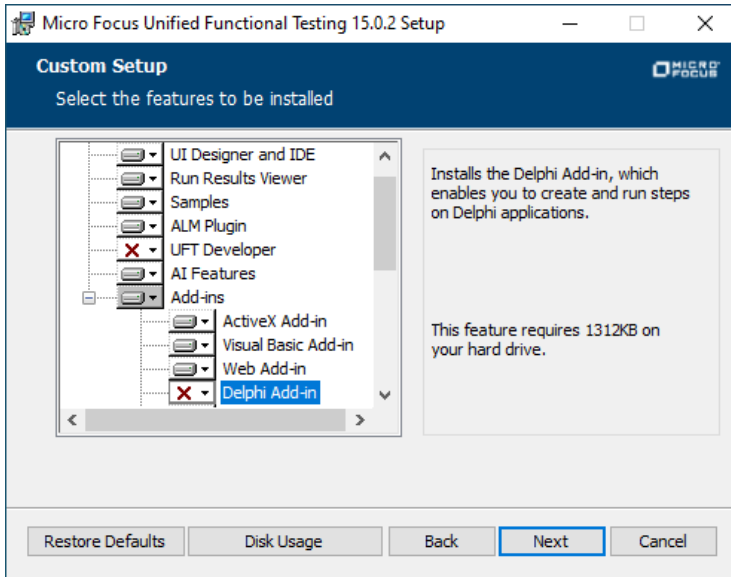 Micro Focus Unified Functional Testing 15.0.2 Setup
Custom Setup
Select the features to be installed
MICRO
FOCUS
UI Designer and IDE
Run Results Viewer
Samples
ALM Plugin
UFT Developer
AI Features
Add-ins
ActiveX Add-in
Visual Basic Add-in
Web Add-in
Delphi Add-in
Installs the Delphi Add-in, which
enables you to create and run steps
on Delphi applications.
This feature requires 1312KB on
your hard drive.
Restore Defaults
Disk Usage
Back
Next
Cancel